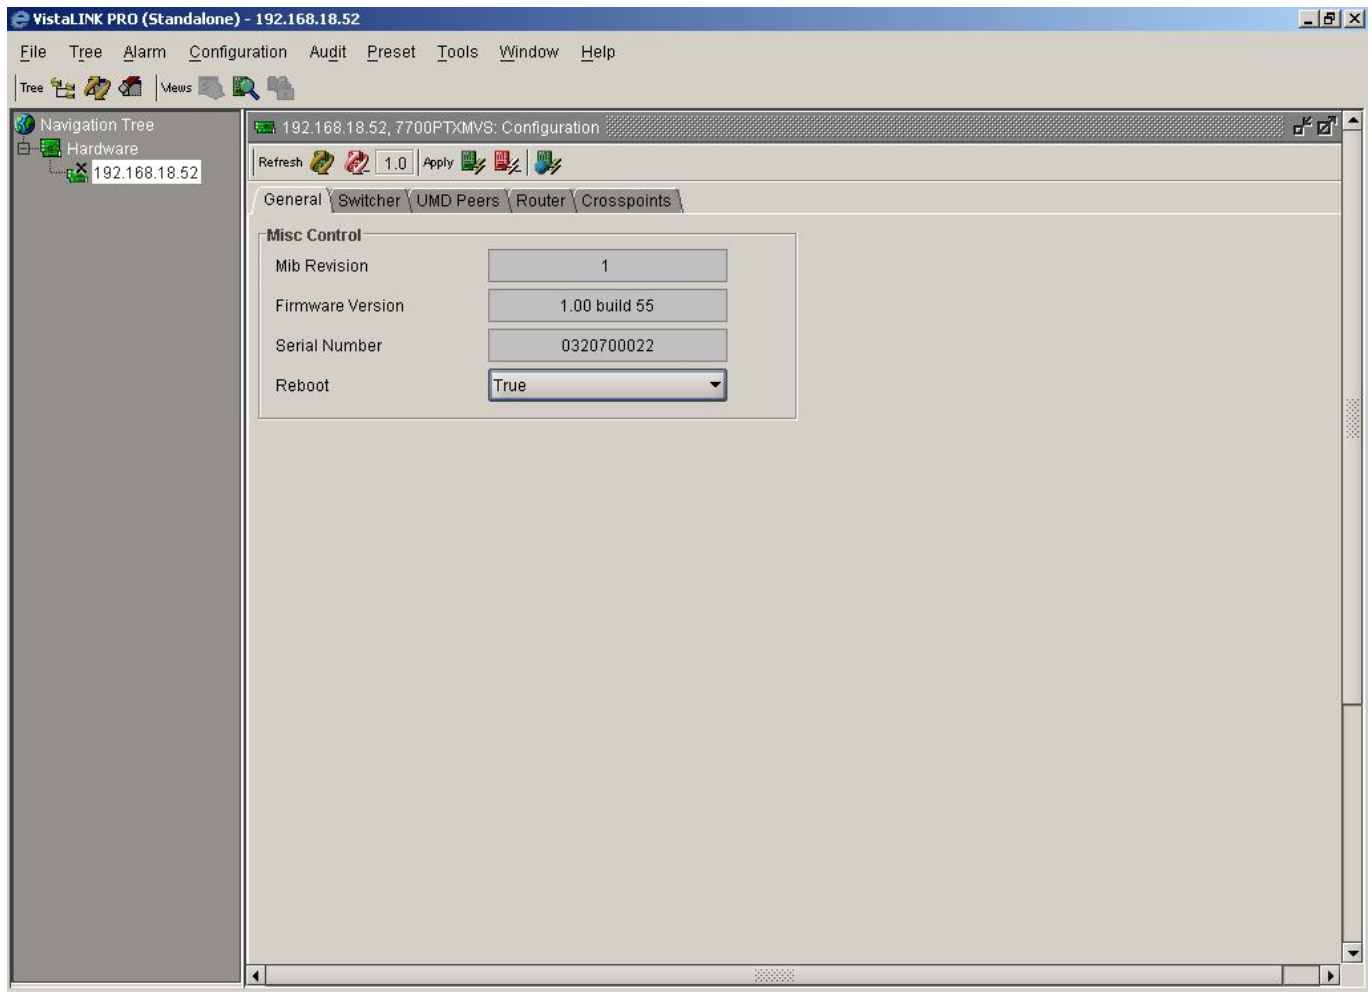 VistaLINK PRO (Standalone) - 192.168.18.52
File Tree Alarm Configuration Audit Preset Tools Window Help
Tree Views
Navigation Tree
Hardware
192.168.18.52
192.168.18.52, 7700PTXMVS: Configuration
Refresh 1.0 Apply
General Switcher UMD Peers Router Crosspoints
Misc Control
Mib Revision 1
Firmware Version 1.00 build 55
Serial Number 0320700022
Reboot True